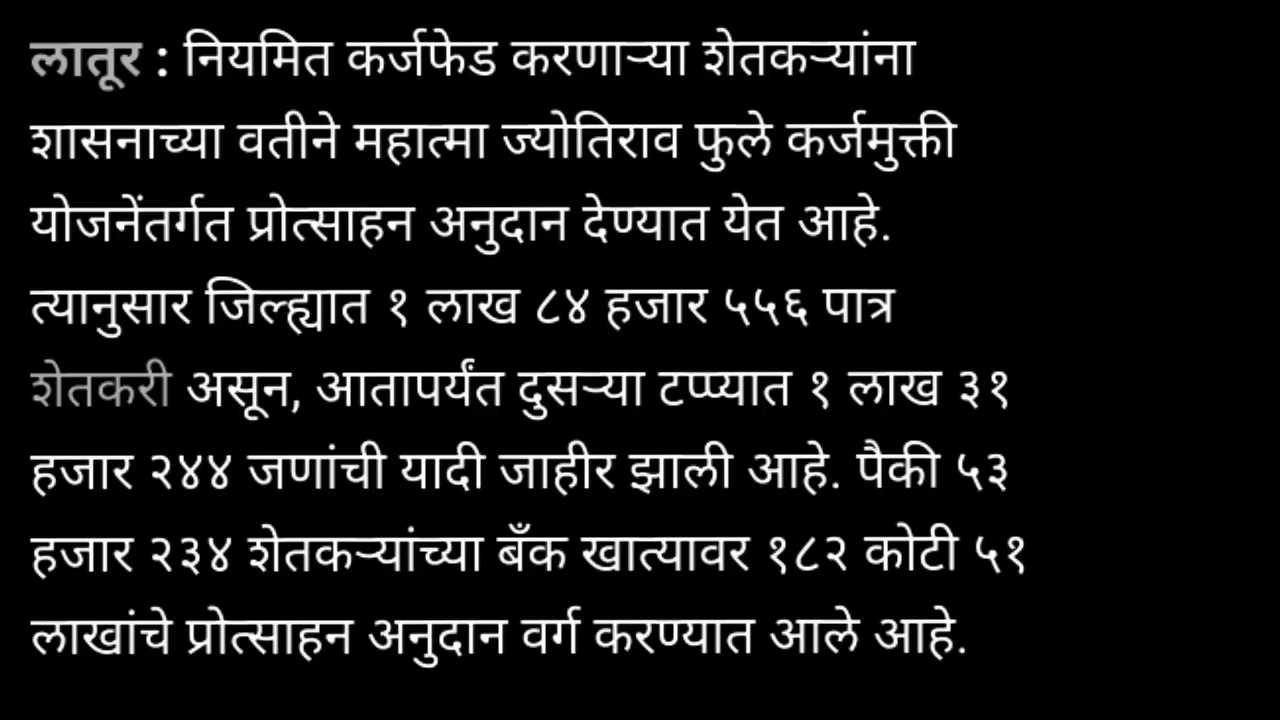 लातूर : नियमित कर्जफेड करणाऱ्या शेतकऱ्यांना
शासनाच्या वतीने महात्मा ज्योतिराव फुले कर्जमुक्ती
योजनेंतर्गत प्रोत्साहन अनुदान देण्यात येत आहे.
त्यानुसार जिल्ह्यात १ लाख ८४ हजार ५५६ पात्र
शेतकरी असून, आतापर्यंत दुसऱ्या टप्प्यात १ लाख ३१
हजार २४४ जणांची यादी जाहीर झाली आहे. पैकी ५३
हजार २३४ शेतकऱ्यांच्या बँक खात्यावर १८२ कोटी ५१
लाखांचे प्रोत्साहन अनुदान वर्ग करण्यात आले आहे.